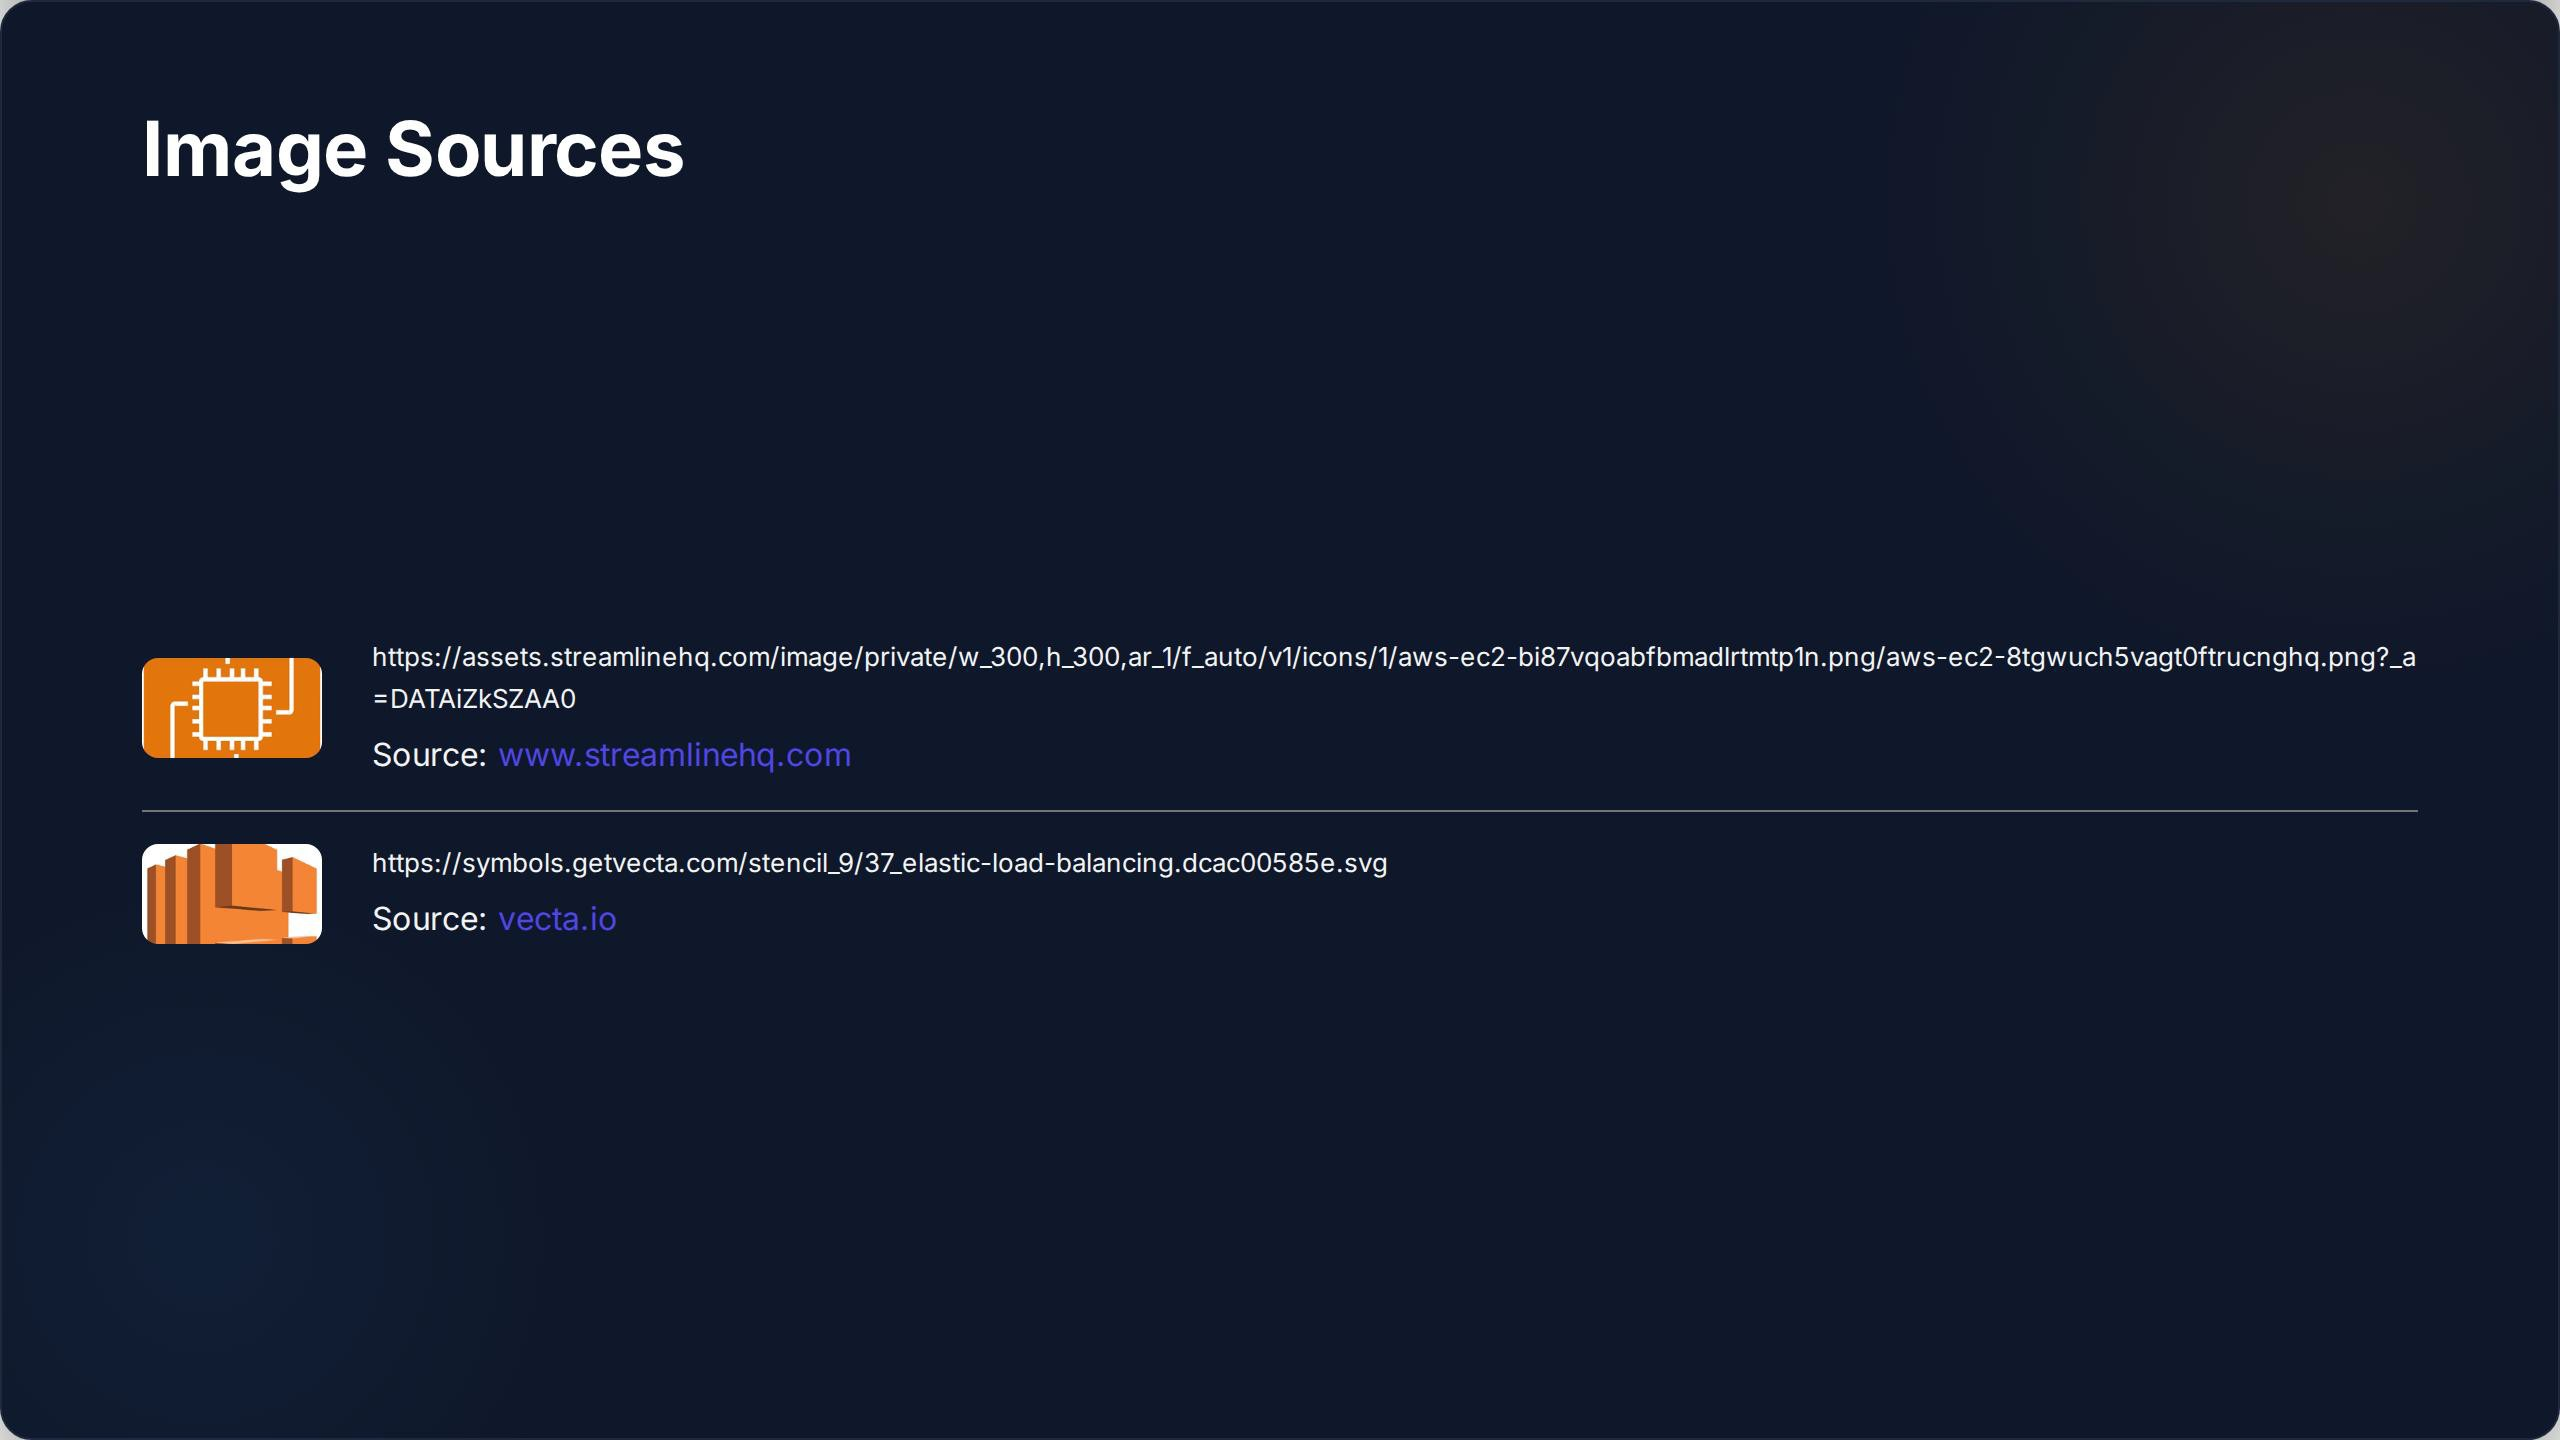 Image Sources
https://assets.streamlinehq.com/image/private/w_300,h_300,ar_1/f_auto/v1/icons/1/aws-ec2-bi87vqoabfbmadlrtmtp1n.png/aws-ec2-8tgwuch5vagt0ftrucnghq.png?_a
=DATAiZkSZAA0
Source: www.streamlinehq.com
https://symbols.getvecta.com/stencil_9/37_elastic-load-balancing.dcac00585e.svg
Source: vecta.io